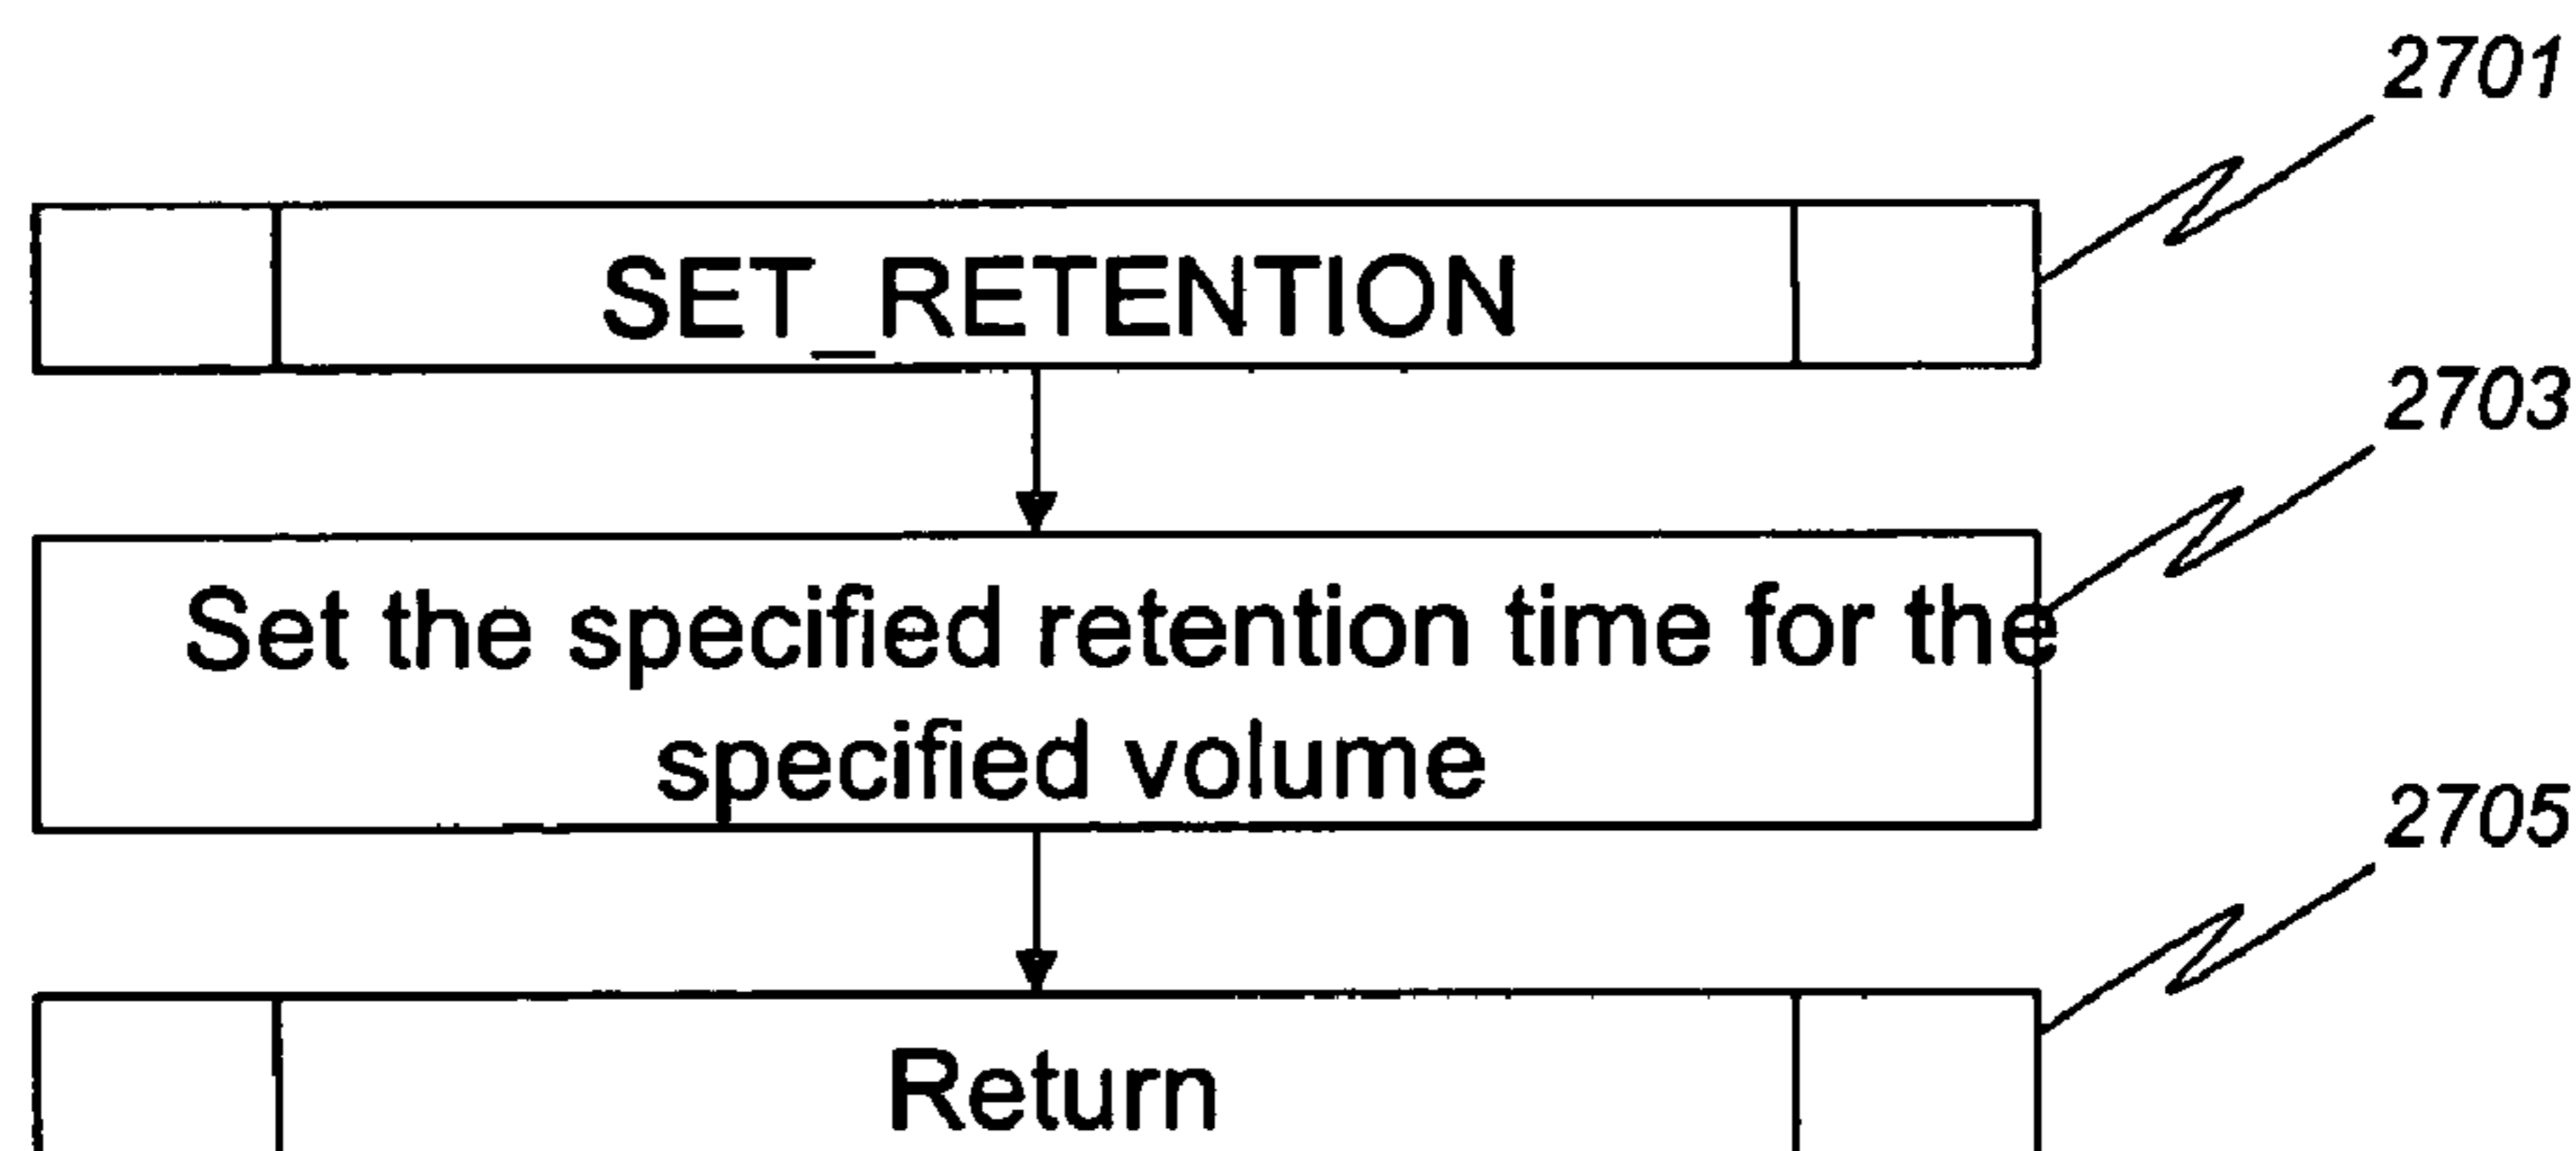 2701
SET_RETENTION
2703
Set the specified retention time for the
specified volume
2705
Return